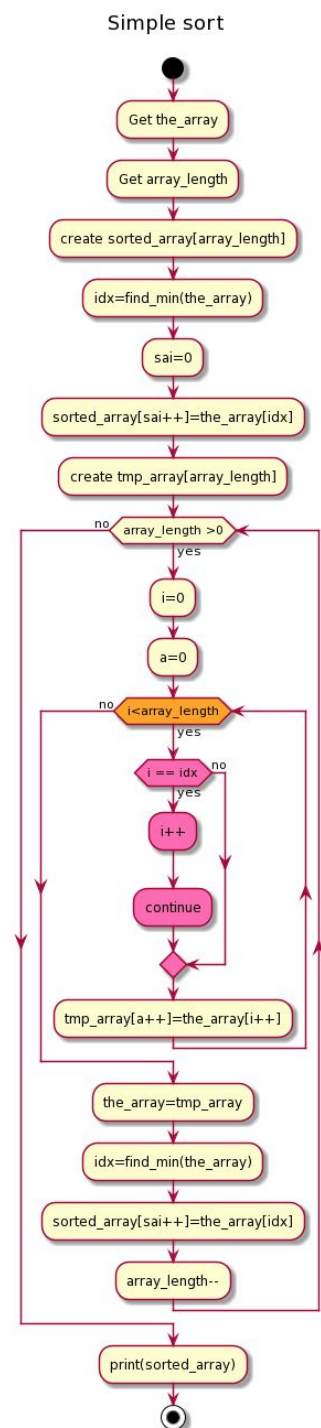 Simple sort
Get the_array
Get array_length
create sorted_array[array_length]
idx=find_min(the_array)
sai=0
sorted_array[sai++]=the_array[idx]
create tmp_array[array_length]
no
array_length >0
yes
i=0
a=0
no
i<array_length
yes
i == idx
no
yes
i++
continue
tmp_array[a++]=the_array[i++]
the_array=tmp_array
idx=find_min(the_array)
sorted_array[sai++]=the_array[idx]
array_length--
print(sorted_array)